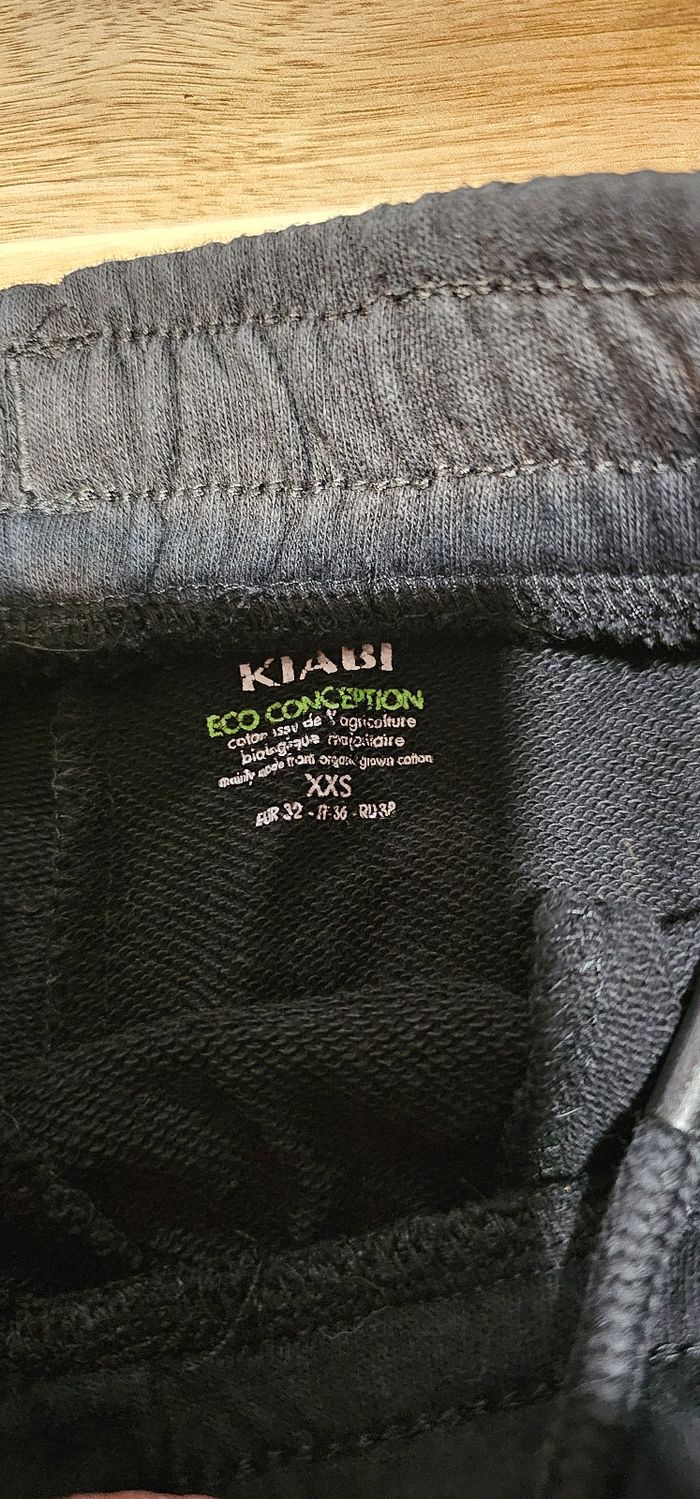 KIABI
ECO CONCEPTION
coton issu de l'agriculture
biologique majoritaire
mainly made from organic grown cotton
XXS
EUR 32 - IT 36 - RU 38